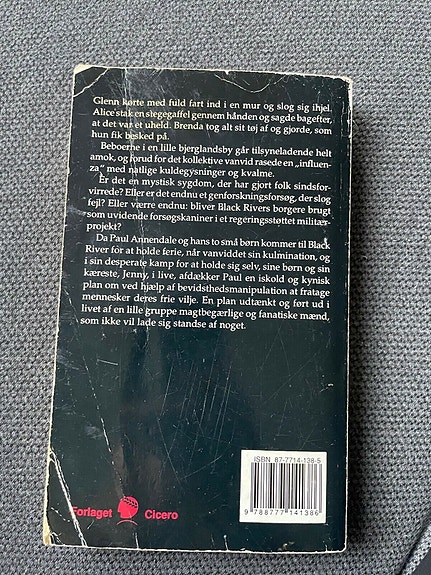 Glenn kørte med fuld fart ind i en mur og slog sig ihjel.
Alice stak en stegegaffel gennem hånden og sagde bagefter,
at det var et uheld. Brenda tog alt sit tøj af og gjorde, som
hun fik besked på.
Beboerne i en lille bjerglandsby går tilsyneladende helt
amok, og forud for det kollektive vanvid rasede en „influen-
za” med natlige kuldegysninger og kvalme.
Er det en mystisk sygdom, der har gjort folk sindsfor-
virrede? Eller er det endnu et genforskningsforsøg, der slog
fejl? Eller værre endnu: bliver Black Rivers borgere brugt
som uvidende forsøgskaniner i et regeringsstøttet militær-
projekt?
Da Paul Annendale og hans to små børn kommer til Black
River for at holde ferie, når vanviddet sin kulmination, og
i sin desperate kamp for at holde sig selv, sine børn og sin
kæreste, Jenny, i live, afdækker Paul en iskold og kynisk
plan om ved hjælp af bevidsthedsmanipulation at fratage
mennesker deres frie vilje. En plan udtænkt og ført ud i
livet af en lille gruppe magtbegærlige og fanatiske mænd,
som ikke vil lade sig standse af noget.
ISBN 87-7714-138-5
9 788777 141386
Forlaget Cicero